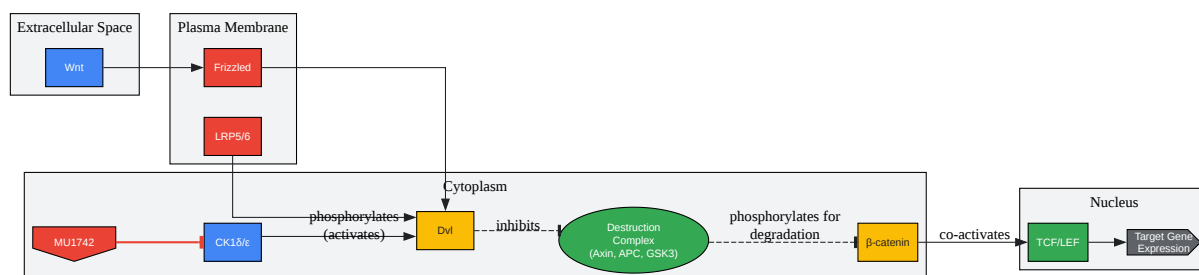 Extracellular Space
Plasma Membrane
Wnt
Frizzled
LRP5/6
Cytoplasm
Nucleus
MU1742
CK1δ/ε
phosphorylates
(activates)
Dvl
inhibits
Destruction
Complex
(Axin, APC, GSK3)
phosphorylates for
degradation
β-catenin
co-activates
TCF/LEF
Target Gene
Expression